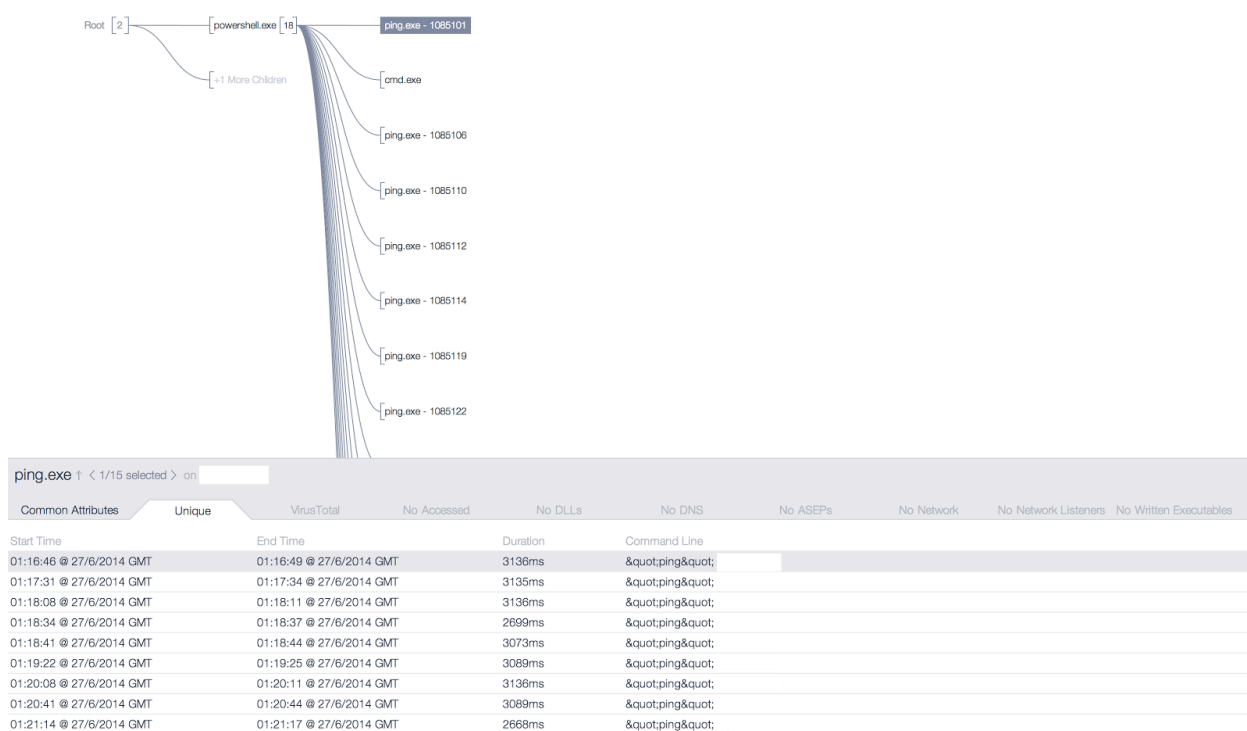 Root [2] powershell.exe [18] ping.exe - 1085101
+1 More Children cmd.exe
ping.exe - 1085106
ping.exe - 1085110
ping.exe - 1085112
ping.exe - 1085114
ping.exe - 1085119
ping.exe - 1085122
ping.exe ↑ < 1/15 selected > on
Common Attributes Unique VirusTotal No Accessed No DLLs No DNS No ASEPs No Network No Network Listeners No Written Executables
Start Time End Time Duration Command Line
01:16:46 @ 27/6/2014 GMT 01:16:49 @ 27/6/2014 GMT 3136ms &quot;ping&quot;
01:17:31 @ 27/6/2014 GMT 01:17:34 @ 27/6/2014 GMT 3135ms &quot;ping&quot;
01:18:08 @ 27/6/2014 GMT 01:18:11 @ 27/6/2014 GMT 3136ms &quot;ping&quot;
01:18:34 @ 27/6/2014 GMT 01:18:37 @ 27/6/2014 GMT 2699ms &quot;ping&quot;
01:18:41 @ 27/6/2014 GMT 01:18:44 @ 27/6/2014 GMT 3073ms &quot;ping&quot;
01:19:22 @ 27/6/2014 GMT 01:19:25 @ 27/6/2014 GMT 3089ms &quot;ping&quot;
01:20:08 @ 27/6/2014 GMT 01:20:11 @ 27/6/2014 GMT 3136ms &quot;ping&quot;
01:20:41 @ 27/6/2014 GMT 01:20:44 @ 27/6/2014 GMT 3089ms &quot;ping&quot;
01:21:14 @ 27/6/2014 GMT 01:21:17 @ 27/6/2014 GMT 2668ms &quot;ping&quot;